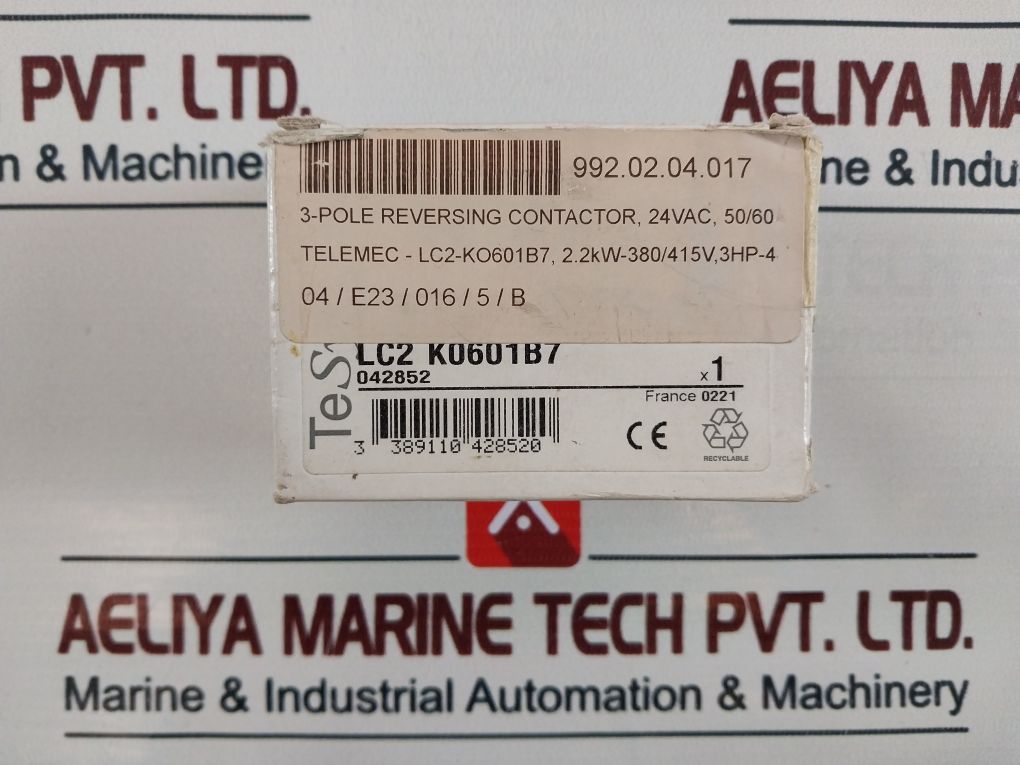 PVT. LTD.
AELIYA MA
n & Machine
ne & Indu
992.02.04.017
3-POLE REVERSING CONTACTOR, 24VAC, 50/60
TELEMEC - LC2-KO601B7, 2.2kW-380/415V,3HP-4
04 / E23 / 016 / 5 / B
TeS
LC2 K0601B7
042852
x1
France 0221
3 389110 428520
CE
RECYCLABLE
AELIYA MARINE TECH PVT. LTD.
Marine & Industrial Automation & Machinery